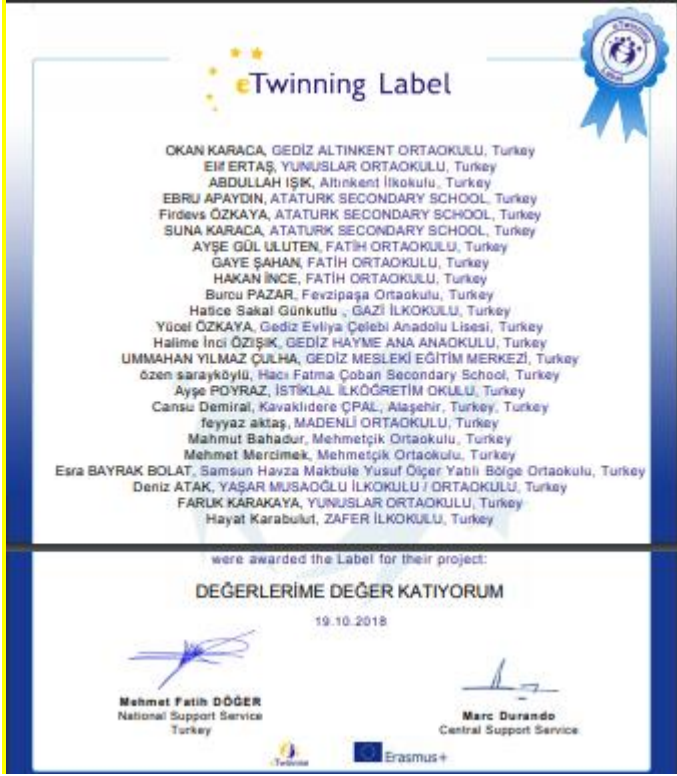 eTwinning
Label
eTwinning Label
OKAN KARACA, GEDİZ ALTINKENT ORTAOKULU, Turkey
Elif ERTAŞ, YUNUSLAR ORTAOKULU, Turkey
ABDULLAH IŞIK, Altınkent İlkokulu, Turkey
EBRU APAYDIN, ATATURK SECONDARY SCHOOL, Turkey
Firdevs ÖZKAYA, ATATURK SECONDARY SCHOOL, Turkey
SUNA KARACA, ATATURK SECONDARY SCHOOL, Turkey
AYŞE GÜL ULUTEN, FATİH ORTAOKULU, Turkey
GAYE ŞAHAN, FATİH ORTAOKULU, Turkey
HAKAN İNCE, FATİH ORTAOKULU, Turkey
Burcu PAZAR, Fevzipaşa Ortaokulu, Turkey
Hatice Sakal Günkutlu , GAZİ İLKOKULU, Turkey
Yücel ÖZKAYA, Gediz Evliya Çelebi Anadolu Lisesi, Turkey
Halime İnci ÖZIŞIK, GEDİZ HAYME ANA ANAOKULU, Turkey
UMMAHAN YILMAZ ÇULHA, GEDİZ MESLEKİ EĞİTİM MERKEZİ, Turkey
özen sarayköylü, Hacı Fatma Çoban Secondary School, Turkey
Ayşe POYRAZ, İSTİKLAL İLKÖĞRETİM OKULU, Turkey
Cansu Demiral, Kavaklıdere ÇPAL, Alaşehir, Turkey, Turkey
feyyaz aktaş, MADENLİ ORTAOKULU, Turkey
Mahmut Bahadur, Mehmetçik Ortaokulu, Turkey
Mehmet Mercimek, Mehmetçik Ortaokulu, Turkey
Esra BAYRAK BOLAT, Samsun Havza Makbule Yusuf Ölçer Yatılı Bölge Ortaokulu, Turkey
Deniz ATAK, YAŞAR MUSAOĞLU İLKOKULU / ORTAOKULU, Turkey
FARUK KARAKAYA, YUNUSLAR ORTAOKULU, Turkey
Hayat Karabulut, ZAFER İLKOKULU, Turkey
were awarded the Label for their project:
DEĞERLERİME DEĞER KATIYORUM
19.10.2018
Mehmet Fatih DÖĞER
National Support Service
Turkey
Marc Durando
Central Support Service
eTwinning
Erasmus+